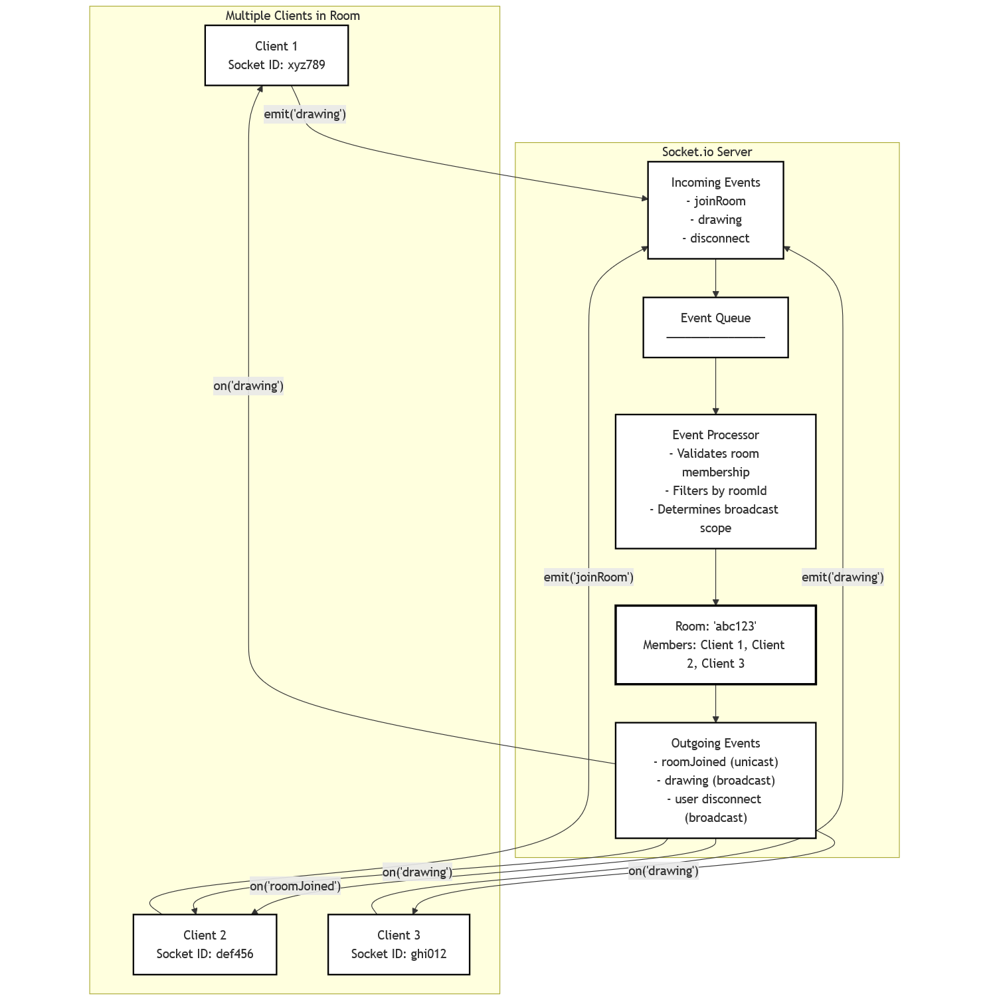 Multiple Clients in Room
Client 1
Socket ID: xyz789
emit('drawing')
Socket.io Server
Incoming Events
- joinRoom
- drawing
- disconnect
Event Queue
on('drawing')
Event Processor
- Validates room
membership
- Filters by roomId
- Determines broadcast
scope
emit('joinRoom')
emit('drawing')
Room: 'abc123'
Members: Client 1, Client
2, Client 3
Outgoing Events
- roomJoined (unicast)
- drawing (broadcast)
- user disconnect
(broadcast)
on('drawing')
on('drawing')
on('roomJoined')
Client 2
Socket ID: def456
Client 3
Socket ID: ghi012